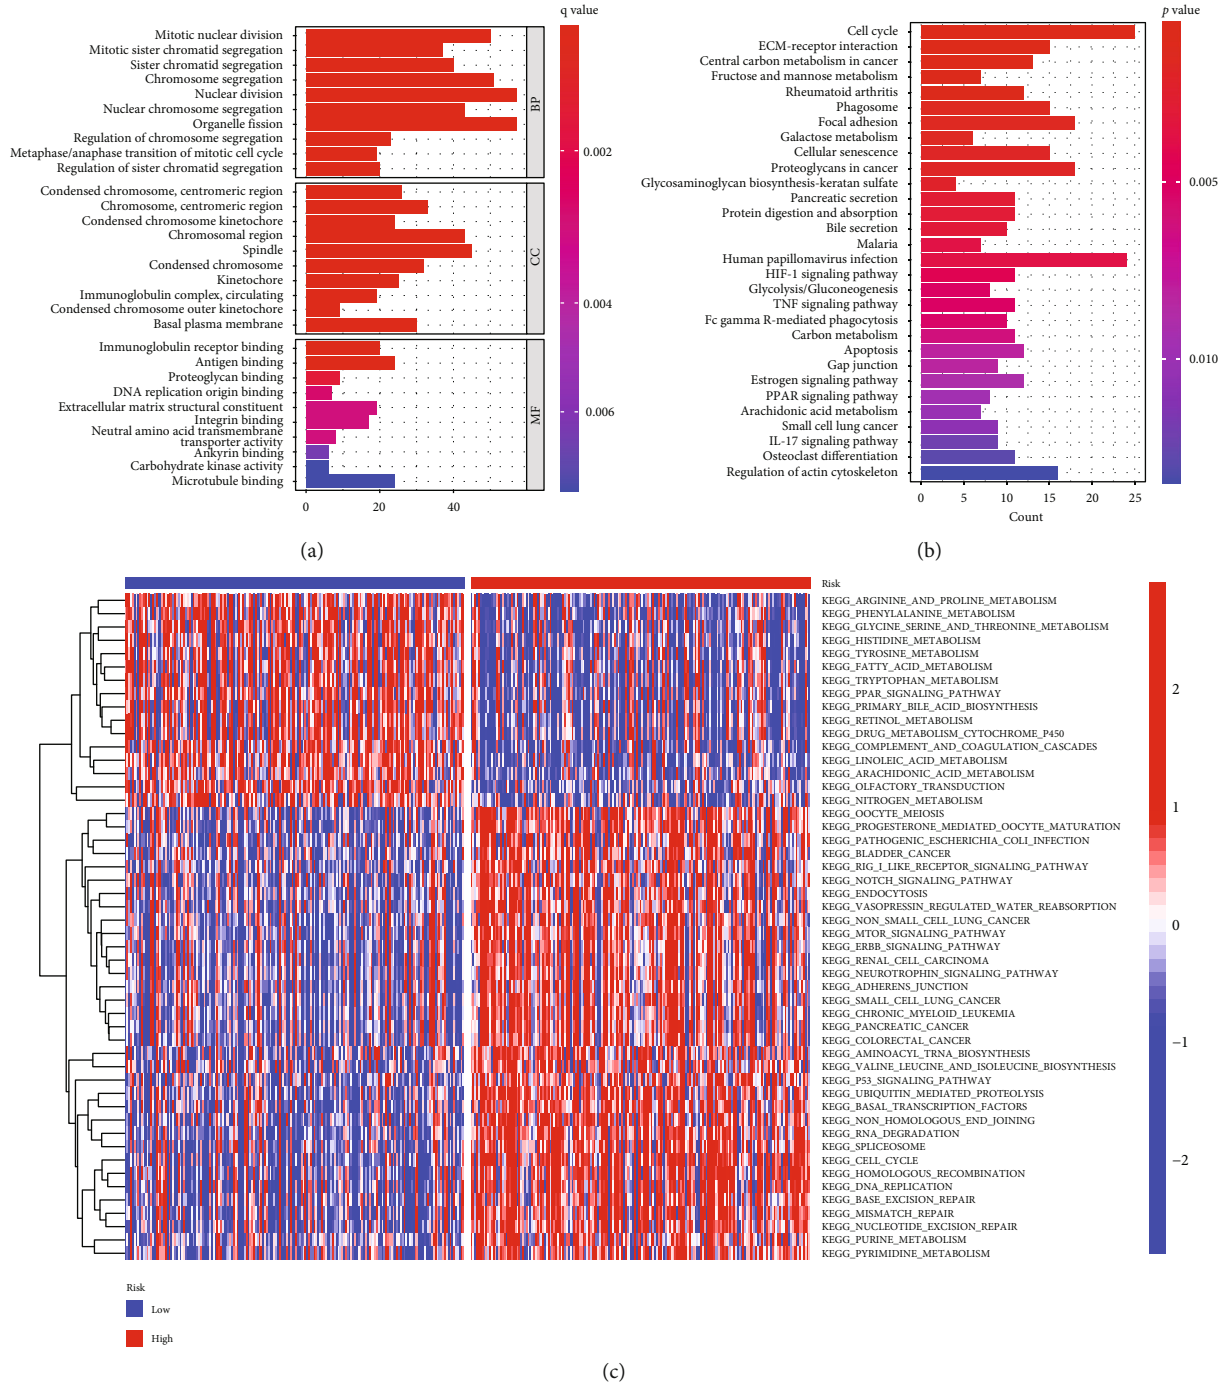 q value
Mitotic nuclear division
Mitotic sister chromatid segregation
Sister chromatid segregation
Chromosome segregation
Nuclear division
Nuclear chromosome segregation
Organelle fission
Regulation of chromosome segregation
Metaphase/anaphase transition of mitotic cell cycle
Regulation of sister chromatid segregation
BP
Condensed chromosome, centromeric region
Chromosome, centromeric region
Condensed chromosome kinetochore
Chromosomal region
Spindle
Condensed chromosome
Kinetochore
Immunoglobulin complex, circulating
Condensed chromosome outer kinetochore
Basal plasma membrane
CC
Immunoglobulin receptor binding
Antigen binding
Proteoglycan binding
DNA replication origin binding
Extracellular matrix structural constituent
Integrin binding
Neutral amino acid transmembrane
transporter activity
Ankyrin binding
Carbohydrate kinase activity
Microtubule binding
MF
0 20 40
0.002
0.004
0.006
(a)
p value
Cell cycle
ECM-receptor interaction
Central carbon metabolism in cancer
Fructose and mannose metabolism
Rheumatoid arthritis
Phagosome
Focal adhesion
Galactose metabolism
Cellular senescence
Proteoglycans in cancer
Glycosaminoglycan biosynthesis-keratan sulfate
Pancreatic secretion
Protein digestion and absorption
Bile secretion
Malaria
Human papillomavirus infection
HIF-1 signaling pathway
Glycolysis/Gluconeogenesis
TNF signaling pathway
Fc gamma R-mediated phagocytosis
Carbon metabolism
Apoptosis
Gap junction
Estrogen signaling pathway
PPAR signaling pathway
Arachidonic acid metabolism
Small cell lung cancer
IL-17 signaling pathway
Osteoclast differentiation
Regulation of actin cytoskeleton
0 5 10 15 20 25
Count
0.005
0.010
(b)
Risk
KEGG_ARGININE_AND_PROLINE_METABOLISM
KEGG_PHENYLALANINE_METABOLISM
KEGG_GLYCINE_SERINE_AND_THREONINE_METABOLISM
KEGG_HISTIDINE_METABOLISM
KEGG_TYROSINE_METABOLISM
KEGG_FATTY_ACID_METABOLISM
KEGG_TRYPTOPHAN_METABOLISM
KEGG_PPAR_SIGNALING_PATHWAY
KEGG_PRIMARY_BILE_ACID_BIOSYNTHESIS
KEGG_RETINOL_METABOLISM
KEGG_DRUG_METABOLISM_CYTOCHROME_P450
KEGG_COMPLEMENT_AND_COAGULATION_CASCADES
KEGG_LINOLEIC_ACID_METABOLISM
KEGG_ARACHIDONIC_ACID_METABOLISM
KEGG_OLFACTORY_TRANSDUCTION
KEGG_NITROGEN_METABOLISM
KEGG_OOCYTE_MEIOSIS
KEGG_PROGESTERONE_MEDIATED_OOCYTE_MATURATION
KEGG_PATHOGENIC_ESCHERICHIA_COLI_INFECTION
KEGG_BLADDER_CANCER
KEGG_RIG_I_LIKE_RECEPTOR_SIGNALING_PATHWAY
KEGG_NOTCH_SIGNALING_PATHWAY
KEGG_ENDOCYTOSIS
KEGG_VASOPRESSIN_REGULATED_WATER_REABSORPTION
KEGG_NON_SMALL_CELL_LUNG_CANCER
KEGG_MTOR_SIGNALING_PATHWAY
KEGG_ERBB_SIGNALING_PATHWAY
KEGG_RENAL_CELL_CARCINOMA
KEGG_NEUROTROPHIN_SIGNALING_PATHWAY
KEGG_ADHERENS_JUNCTION
KEGG_SMALL_CELL_LUNG_CANCER
KEGG_CHRONIC_MYELOID_LEUKEMIA
KEGG_PANCREATIC_CANCER
KEGG_COLORECTAL_CANCER
KEGG_AMINOACYL_TRNA_BIOSYNTHESIS
KEGG_VALINE_LEUCINE_AND_ISOLEUCINE_BIOSYNTHESIS
KEGG_P53_SIGNALING_PATHWAY
KEGG_UBIQUITIN_MEDIATED_PROTEOLYSIS
KEGG_BASAL_TRANSCRIPTION_FACTORS
KEGG_NON_HOMOLOGOUS_END_JOINING
KEGG_RNA_DEGRADATION
KEGG_SPLICEOSOME
KEGG_CELL_CYCLE
KEGG_HOMOLOGOUS_RECOMBINATION
KEGG_DNA_REPLICATION
KEGG_BASE_EXCISION_REPAIR
KEGG_MISMATCH_REPAIR
KEGG_NUCLEOTIDE_EXCISION_REPAIR
KEGG_PURINE_METABOLISM
KEGG_PYRIMIDINE_METABOLISM
2
1
0
−1
−2
Risk
Low
High
(c)